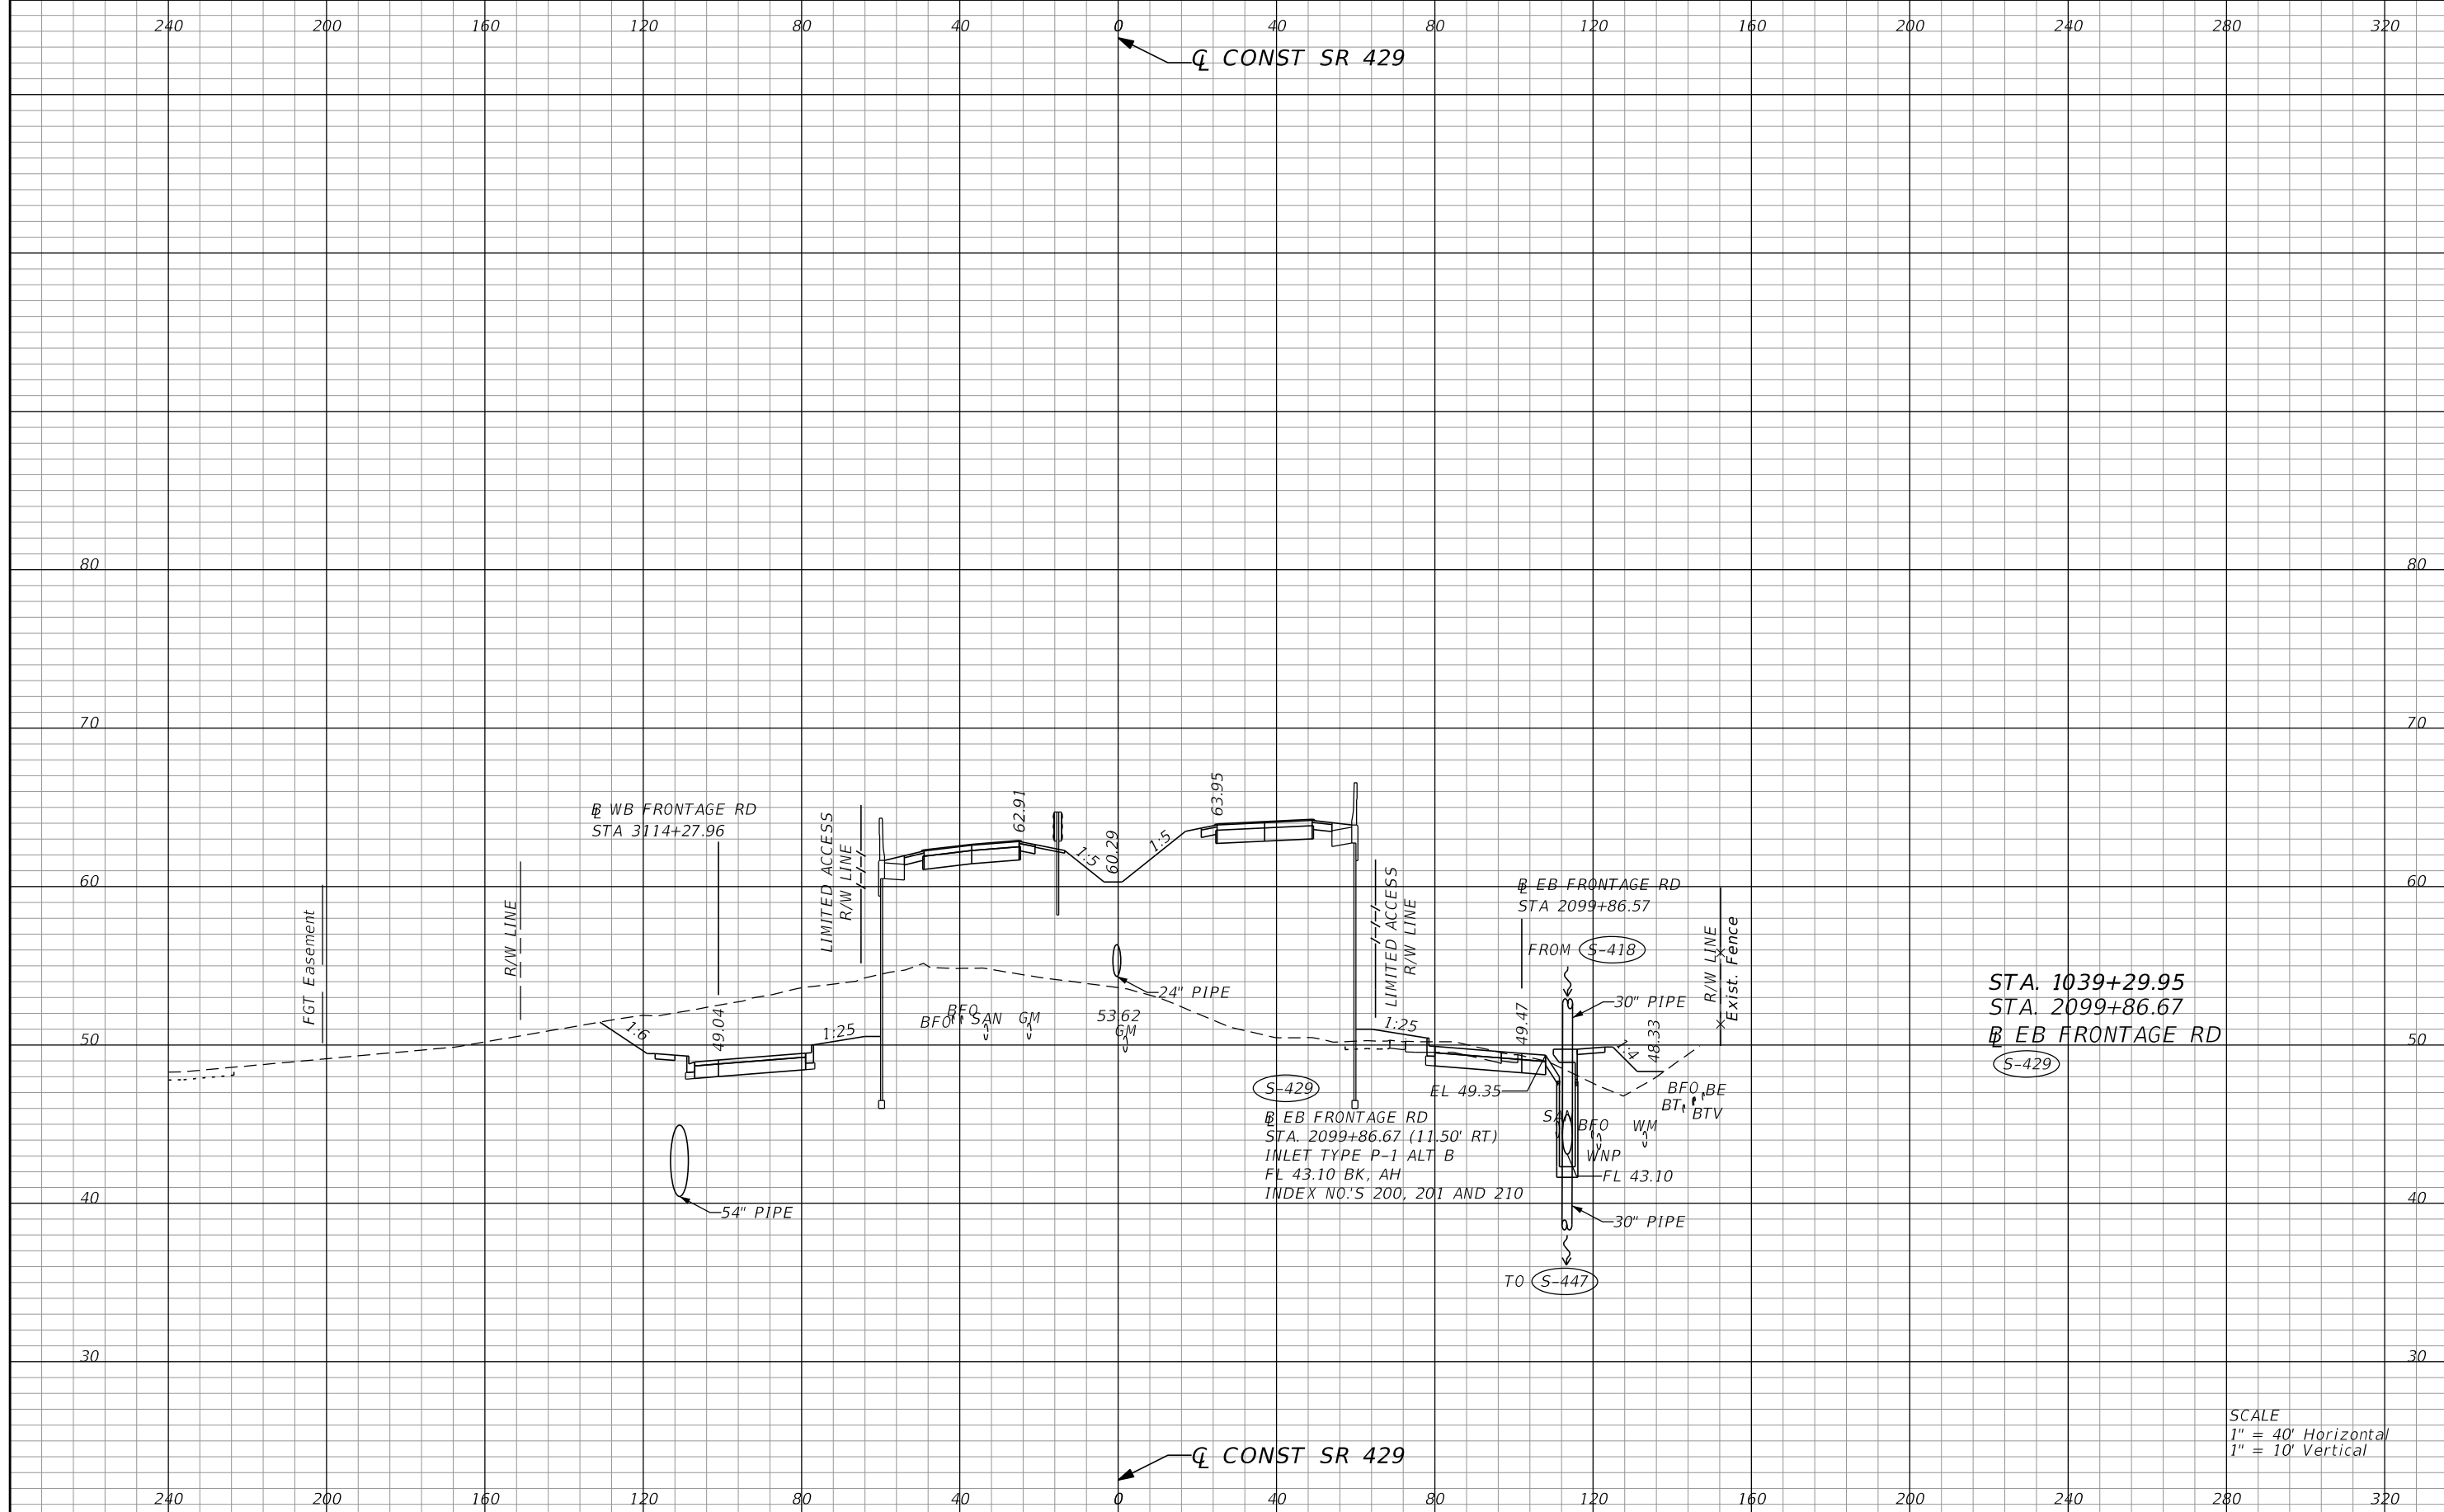 240 200 160 120 80 40 0 40 80 120 160 200 240 280 320
℄ CONST SR 429
80 80
70 70
63.95
62.91
B WB FRONTAGE RD
STA 3114+27.96
LIMITED ACCESS
R/W LINE
1:5
60.29
1:5
60 60
LIMITED ACCESS
R/W LINE
B EB FRONTAGE RD
STA 2099+86.57
FGT Easement
R/W LINE
FROM S-418
R/W LINE
Exist. Fence
STA. 1039+29.95
STA. 2099+86.67
B EB FRONTAGE RD
S-429
24" PIPE
30" PIPE
1:6
49.04
1:25
BFO
BFO
SAN
GM
53.62
GM
1:25
49.47
1:4
48.33
50 50
S-429
EL 49.35
B EB FRONTAGE RD
STA. 2099+86.67 (11.50' RT)
INLET TYPE P-1 ALT B
FL 43.10 BK, AH
INDEX NO.'S 200, 201 AND 210
BFO
BE
BT
BTV
SAN
BFO
WM
WNP
FL 43.10
40 40
54" PIPE
30" PIPE
TO S-447
30 30
SCALE
1" = 40' Horizontal
1" = 10' Vertical
℄ CONST SR 429
240 200 160 120 80 40 0 40 80 120 160 200 240 280 320